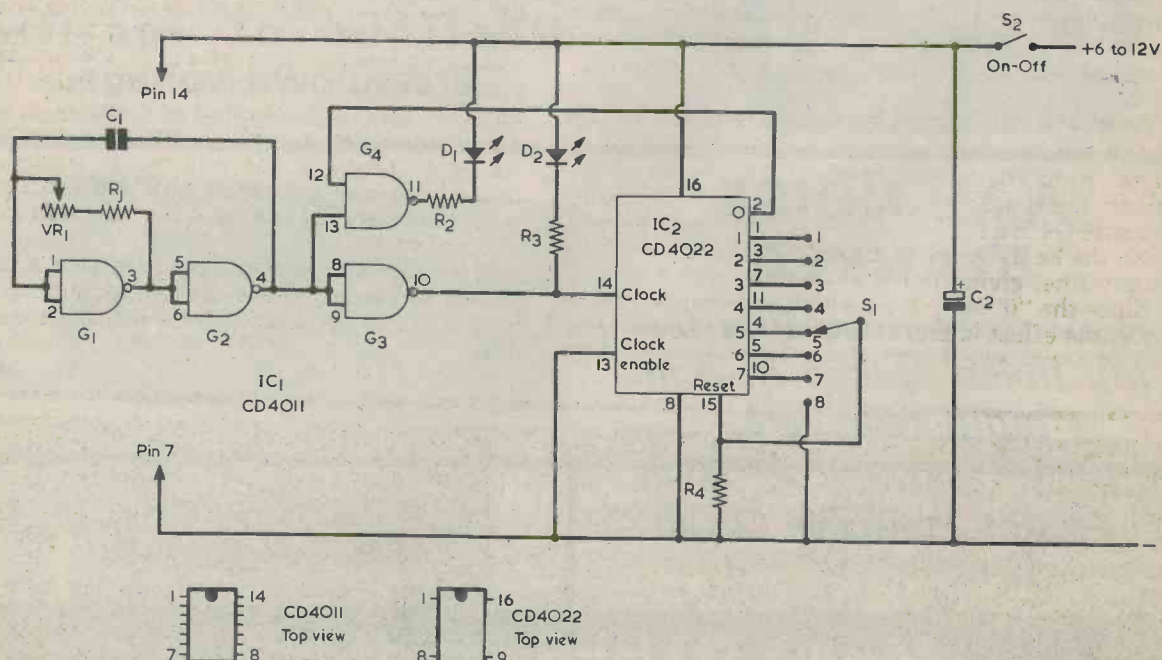 S2
+6 to 12V
On-Off
Pin 14
C1
G4
D1
D2
12
11
13
R2
16
VR1
Rj
R3
IC2
CD4022
O
2
1
1
1
2
3
2
3
7
3
4
11
4
5
4
5
6
5
6
7
10
7
8
S1
+
C2
1
2
3
5
6
4
8
9
10
14
Clock
Clock
enable
13
Reset
8
15
G1
G2
G3
IC1
CD4011
Pin 7
R4
1
14
CD4011
Top view
7
8
1
16
CD4022
Top view
8
9